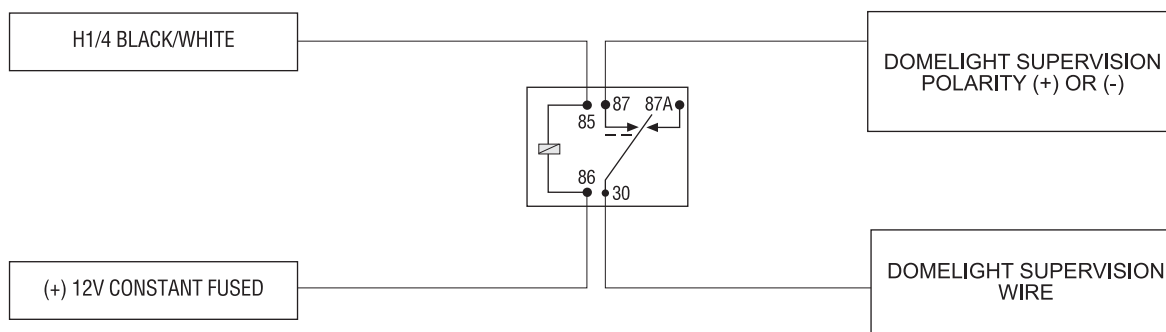 H1/4 BLACK/WHITE
DOMELIGHT SUPERVISION
POLARITY (+) OR (-)
87 87A
85
86
30
(+) 12V CONSTANT FUSED
DOMELIGHT SUPERVISION
WIRE